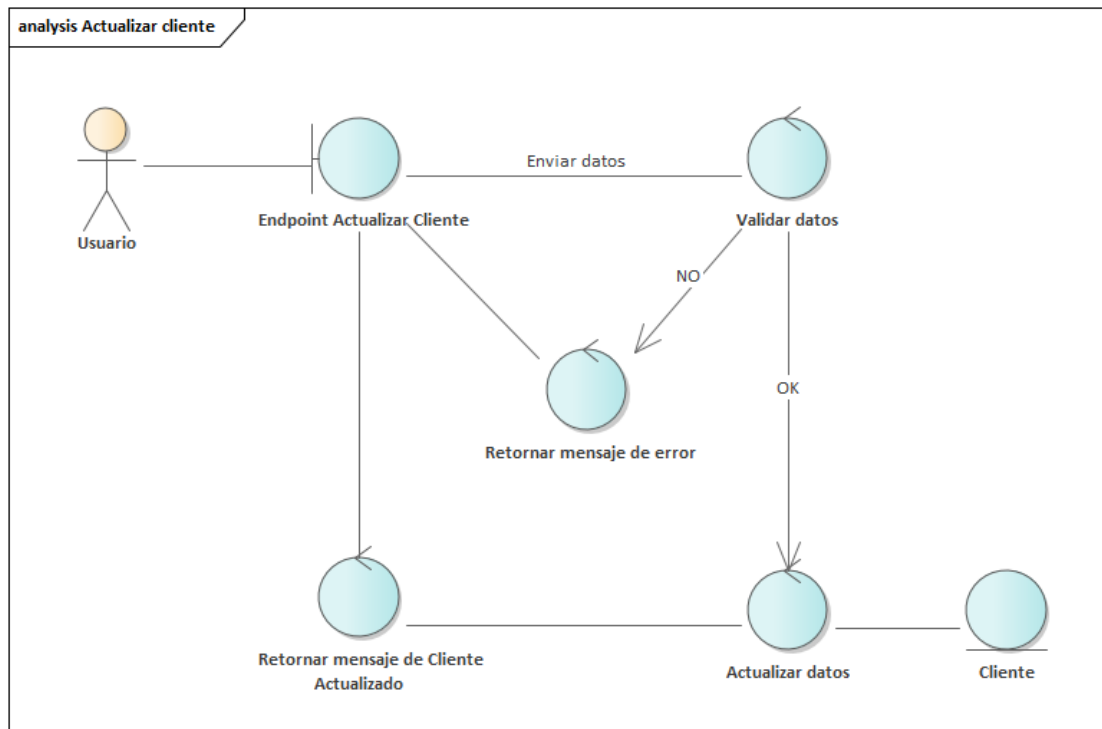 analysis Actualizar cliente
Enviar datos
Endpoint Actualizar Cliente
Validar datos
Usuario
NO
OK
Retornar mensaje de error
Retornar mensaje de Cliente
Actualizado
Actualizar datos
Cliente